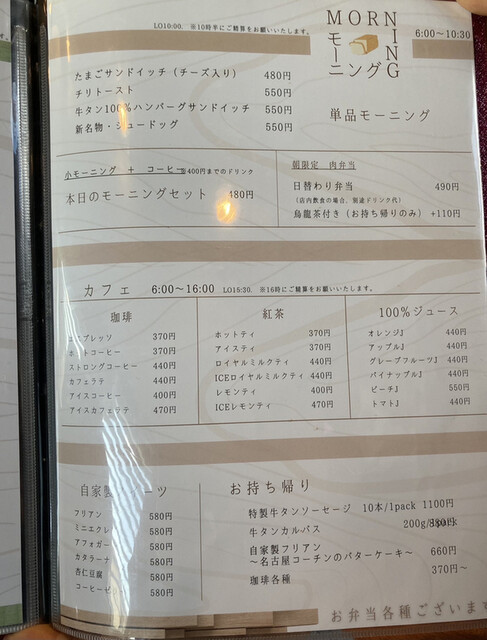 LO10:00. ※10時半にご精算をお願いいたします。
MORNING
モーニング
6:00～10:30
たまごサンドイッチ（チーズ入り） 480円
チリトースト 550円
牛タン100%ハンバーグサンドイッチ 550円
新名物・シュードッグ 550円
単品モーニング
小モーニング ＋ コーヒー 400円までのドリンク
本日のモーニングセット 480円
朝限定 肉弁当
日替わり弁当 490円
（店内飲食の場合、別途ドリンク代）
烏龍茶付き（お持ち帰りのみ） +110円
カフェ 6:00～16:00 LO15:30. ※16時にご精算をお願いいたします。
珈琲
エスプレッソ 370円
ホットコーヒー 370円
ストロングコーヒー 440円
カフェラテ 440円
アイスコーヒー 400円
アイスカフェラテ 470円
紅茶
ホットティ 370円
アイスティ 370円
ロイヤルミルクティ 440円
ICEロイヤルミルクティ 440円
レモンティ 400円
ICEレモンティ 470円
100%ジュース
オレンジ』 440円
アップル』 440円
グレープフルーツ』 440円
パイナップル』 440円
ピーチ』 550円
トマト』 440円
自家製 ーツ
フリアン 580円
ミニエクレ 580円
アフォガー 580円
カタラーナ 580円
杏仁豆腐 580円
コーヒーゼリー 580円
お持ち帰り
特製牛タンソーセージ 10本/1pack 1100円
牛タンカルパス 200g/
自家製フリアン 660円
～名古屋コーチンのバターケーキ～
珈琲各種 370円～
お弁当各種ございます